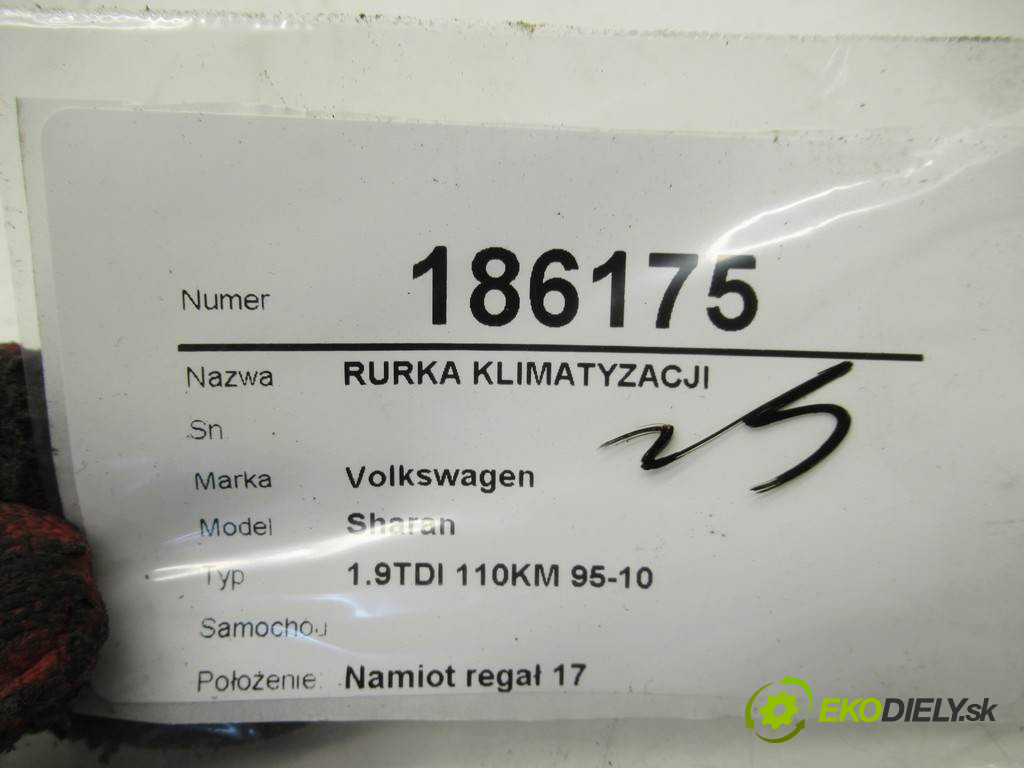 Numer 186175
Nazwa RURKA KLIMATYZACJI
Sn
25
Marka Volkswagen
Model Sharan
Typ 1.9TDI 110KM 95-10
Samochód
Położenie: Namiot regał 17
EKODIELY.sk